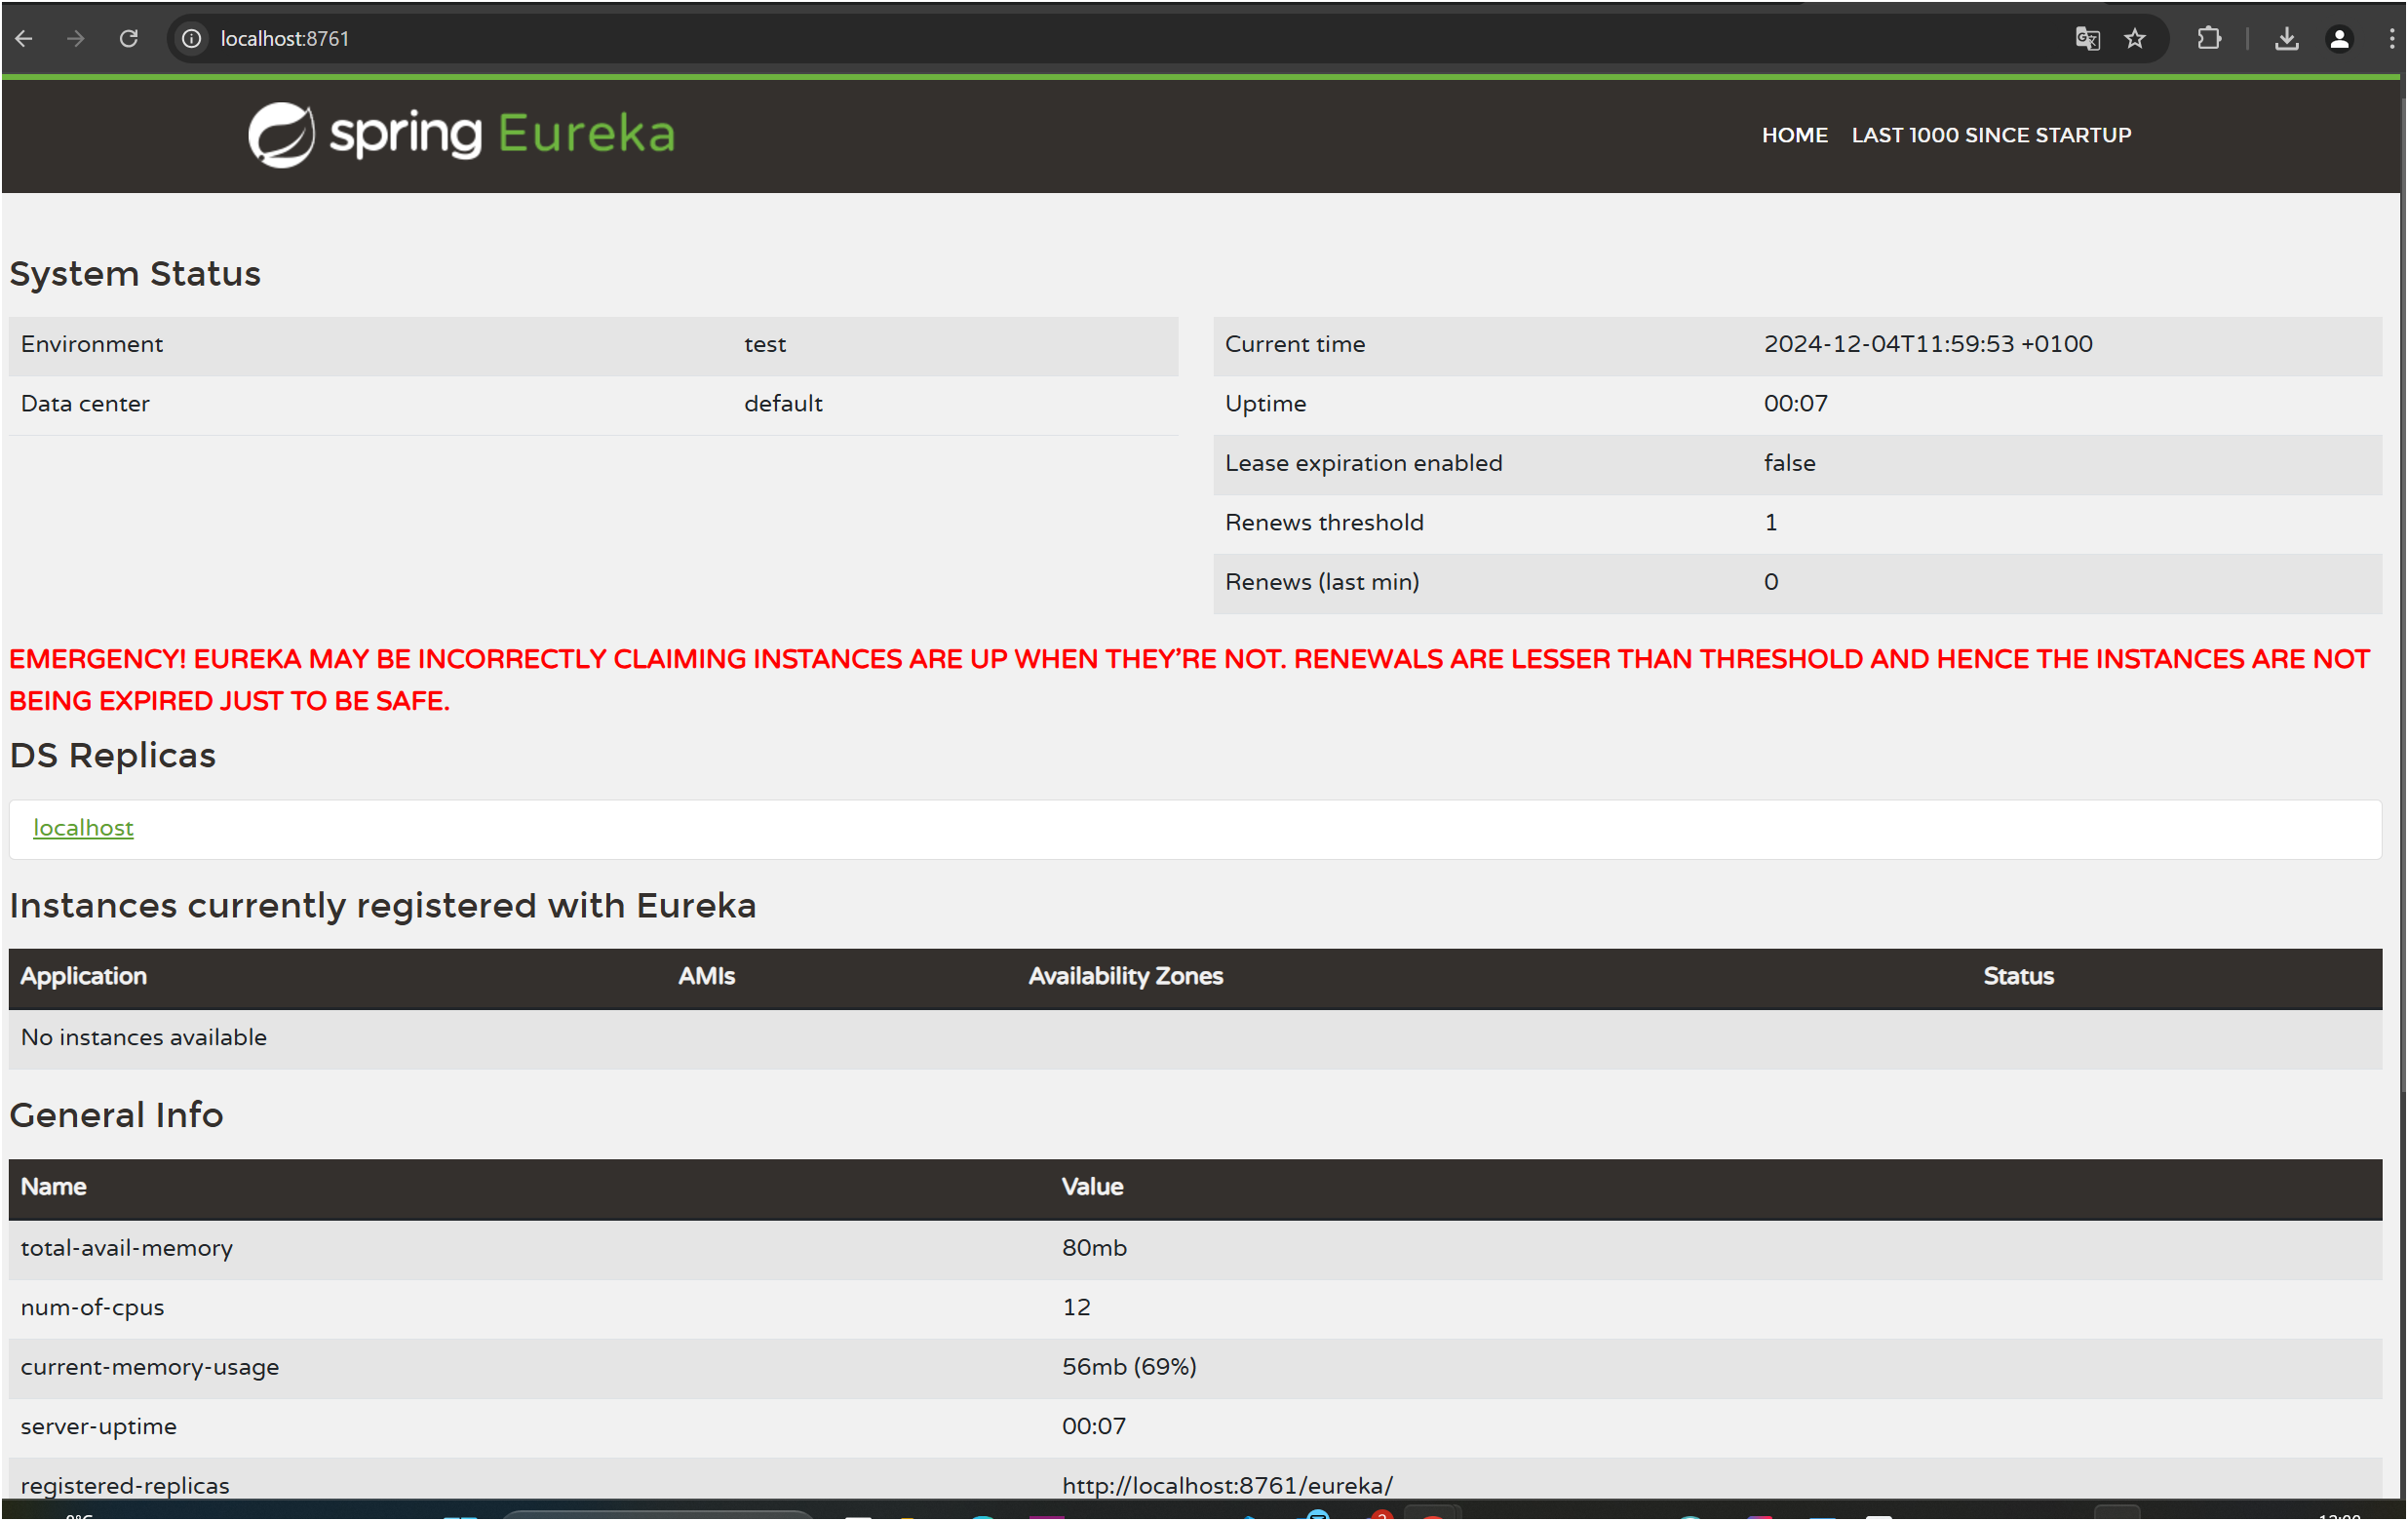 localhost:8761
spring Eureka
HOME LAST 1000 SINCE STARTUP
System Status
Environment test
Data center default
Current time 2024-12-04T11:59:53 +0100
Uptime 00:07
Lease expiration enabled false
Renews threshold 1
Renews (last min) 0
EMERGENCY! EUREKA MAY BE INCORRECTLY CLAIMING INSTANCES ARE UP WHEN THEY'RE NOT. RENEWALS ARE LESSER THAN THRESHOLD AND HENCE THE INSTANCES ARE NOT
BEING EXPIRED JUST TO BE SAFE.
DS Replicas
localhost
Instances currently registered with Eureka
Application AMIs Availability Zones Status
No instances available
General Info
Name Value
total-avail-memory 80mb
num-of-cpus 12
current-memory-usage 56mb (69%)
server-uptime 00:07
registered-replicas http://localhost:8761/eureka/